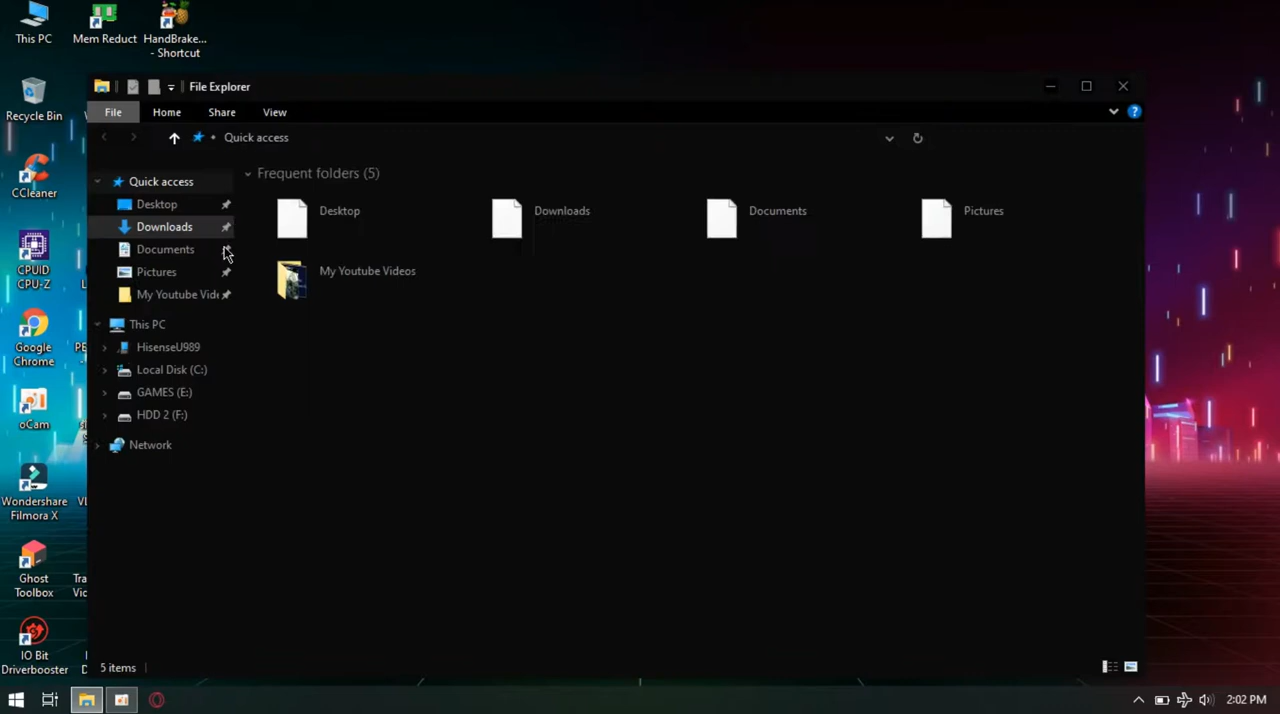 This PC
Mem Reduct
HandBrake...
- Shortcut
Recycle Bin
CCleaner
CPUID
CPU-Z
Google
Chrome
oCam
Wondershare
Filmora X
Ghost
Toolbox
IO Bit
Driverbooster
File Explorer
File
Home
Share
View
Quick access
Quick access
Desktop
Downloads
Documents
Pictures
My Youtube Vide
This PC
HisenseU989
Local Disk (C:)
GAMES (E:)
HDD 2 (F:)
Network
Frequent folders (5)
Desktop
Downloads
Documents
Pictures
My Youtube Videos
5 items
2:02 PM